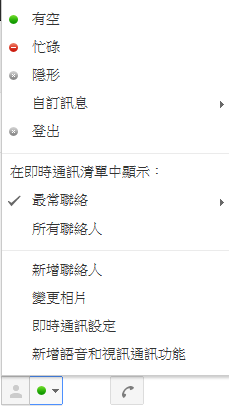 有空
忙碌
隱形
自訂訊息
登出
在即時通訊清單中顯示：
最常聯絡
所有聯絡人
新增聯絡人
變更相片
即時通訊設定
新增語音和視訊通訊功能